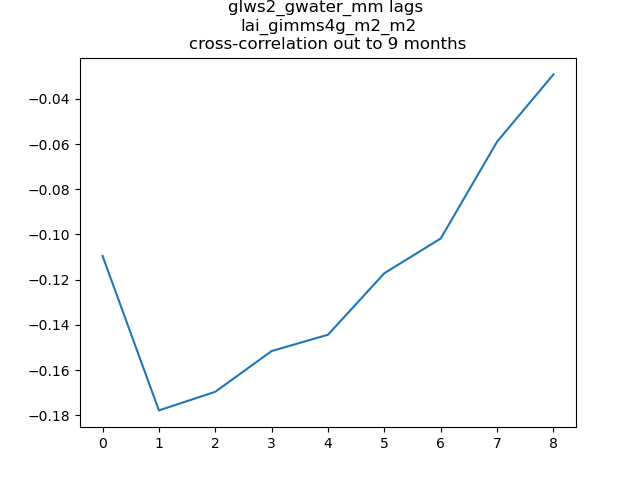 glws2_gwater_mm lags
lai_gimms4g_m2_m2
cross-correlation out to 9 months
−0.04
−0.06
−0.08
−0.10
−0.12
−0.14
−0.16
−0.18
0 1 2 3 4 5 6 7 8